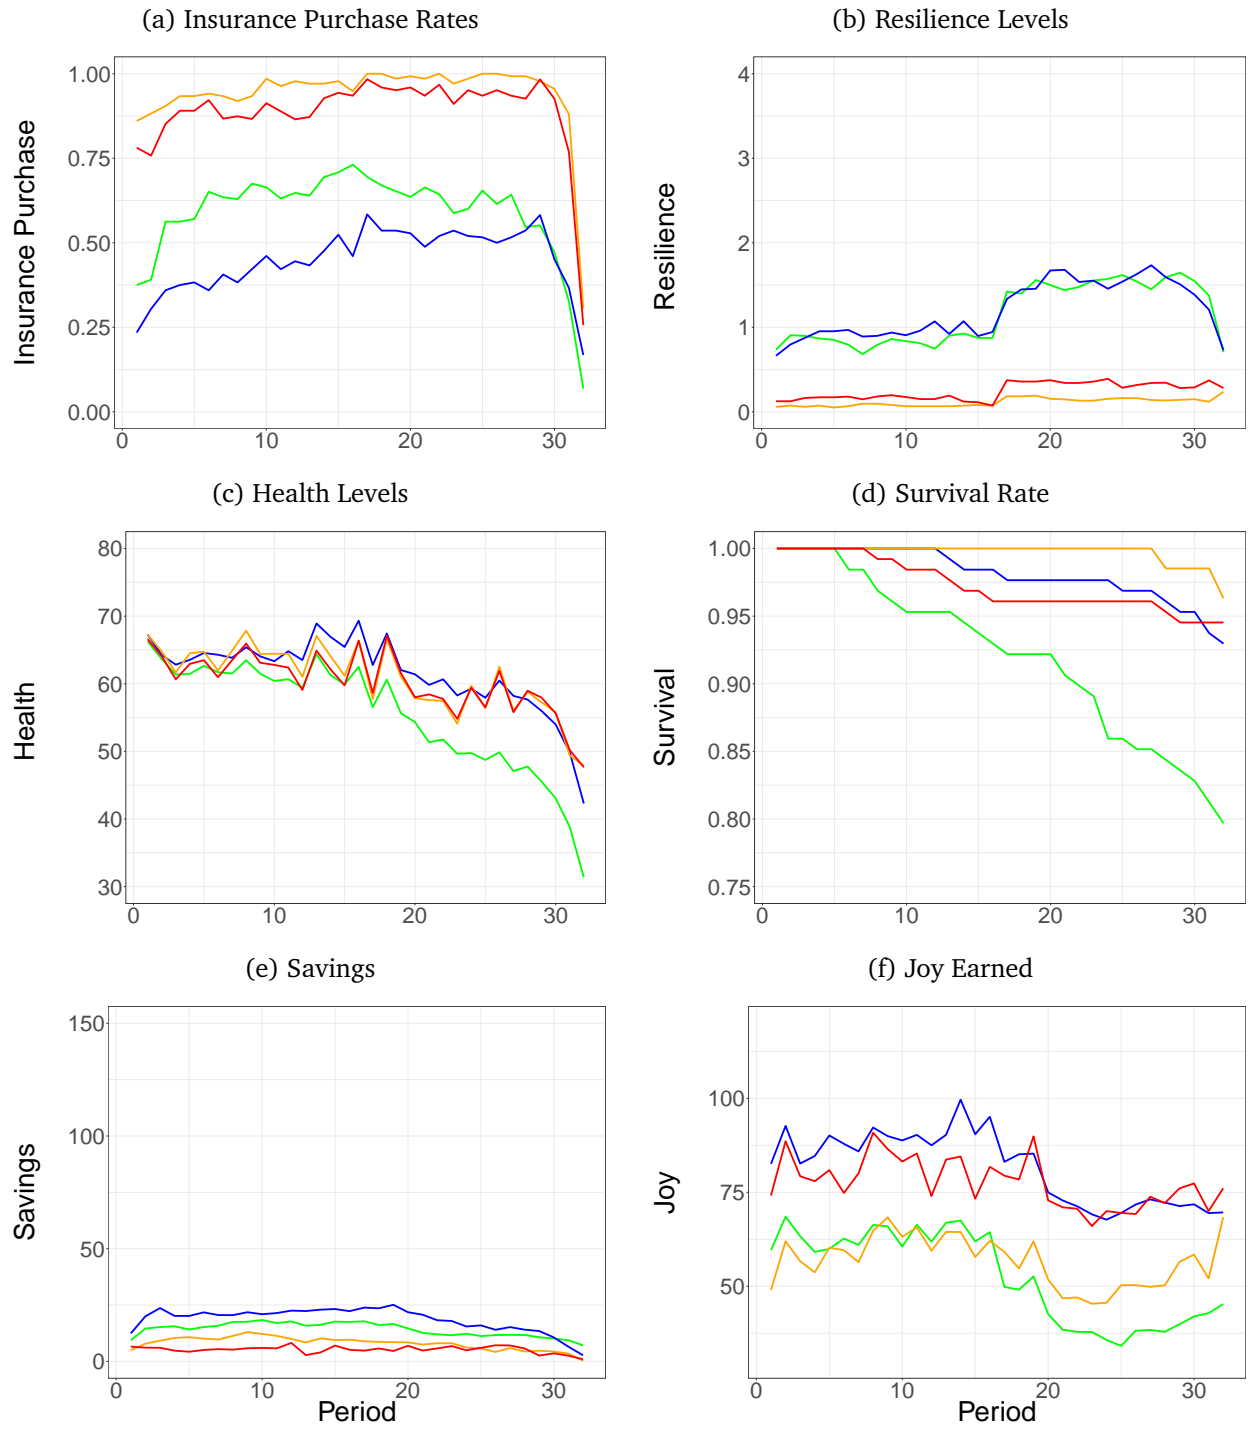 (a) Insurance Purchase Rates
Insurance Purchase
1.00
0.75
0.50
0.25
0.00
0 10 20 30
(b) Resilience Levels
Resilience
4
3
2
1
0
0 10 20 30
(c) Health Levels
Health
80
70
60
50
40
30
0 10 20 30
(d) Survival Rate
Survival
1.00
0.95
0.90
0.85
0.80
0.75
0 10 20 30
(e) Savings
Savings
150
100
50
0
0 10 20 30
Period
(f) Joy Earned
Joy
100
75
50
0 10 20 30
Period